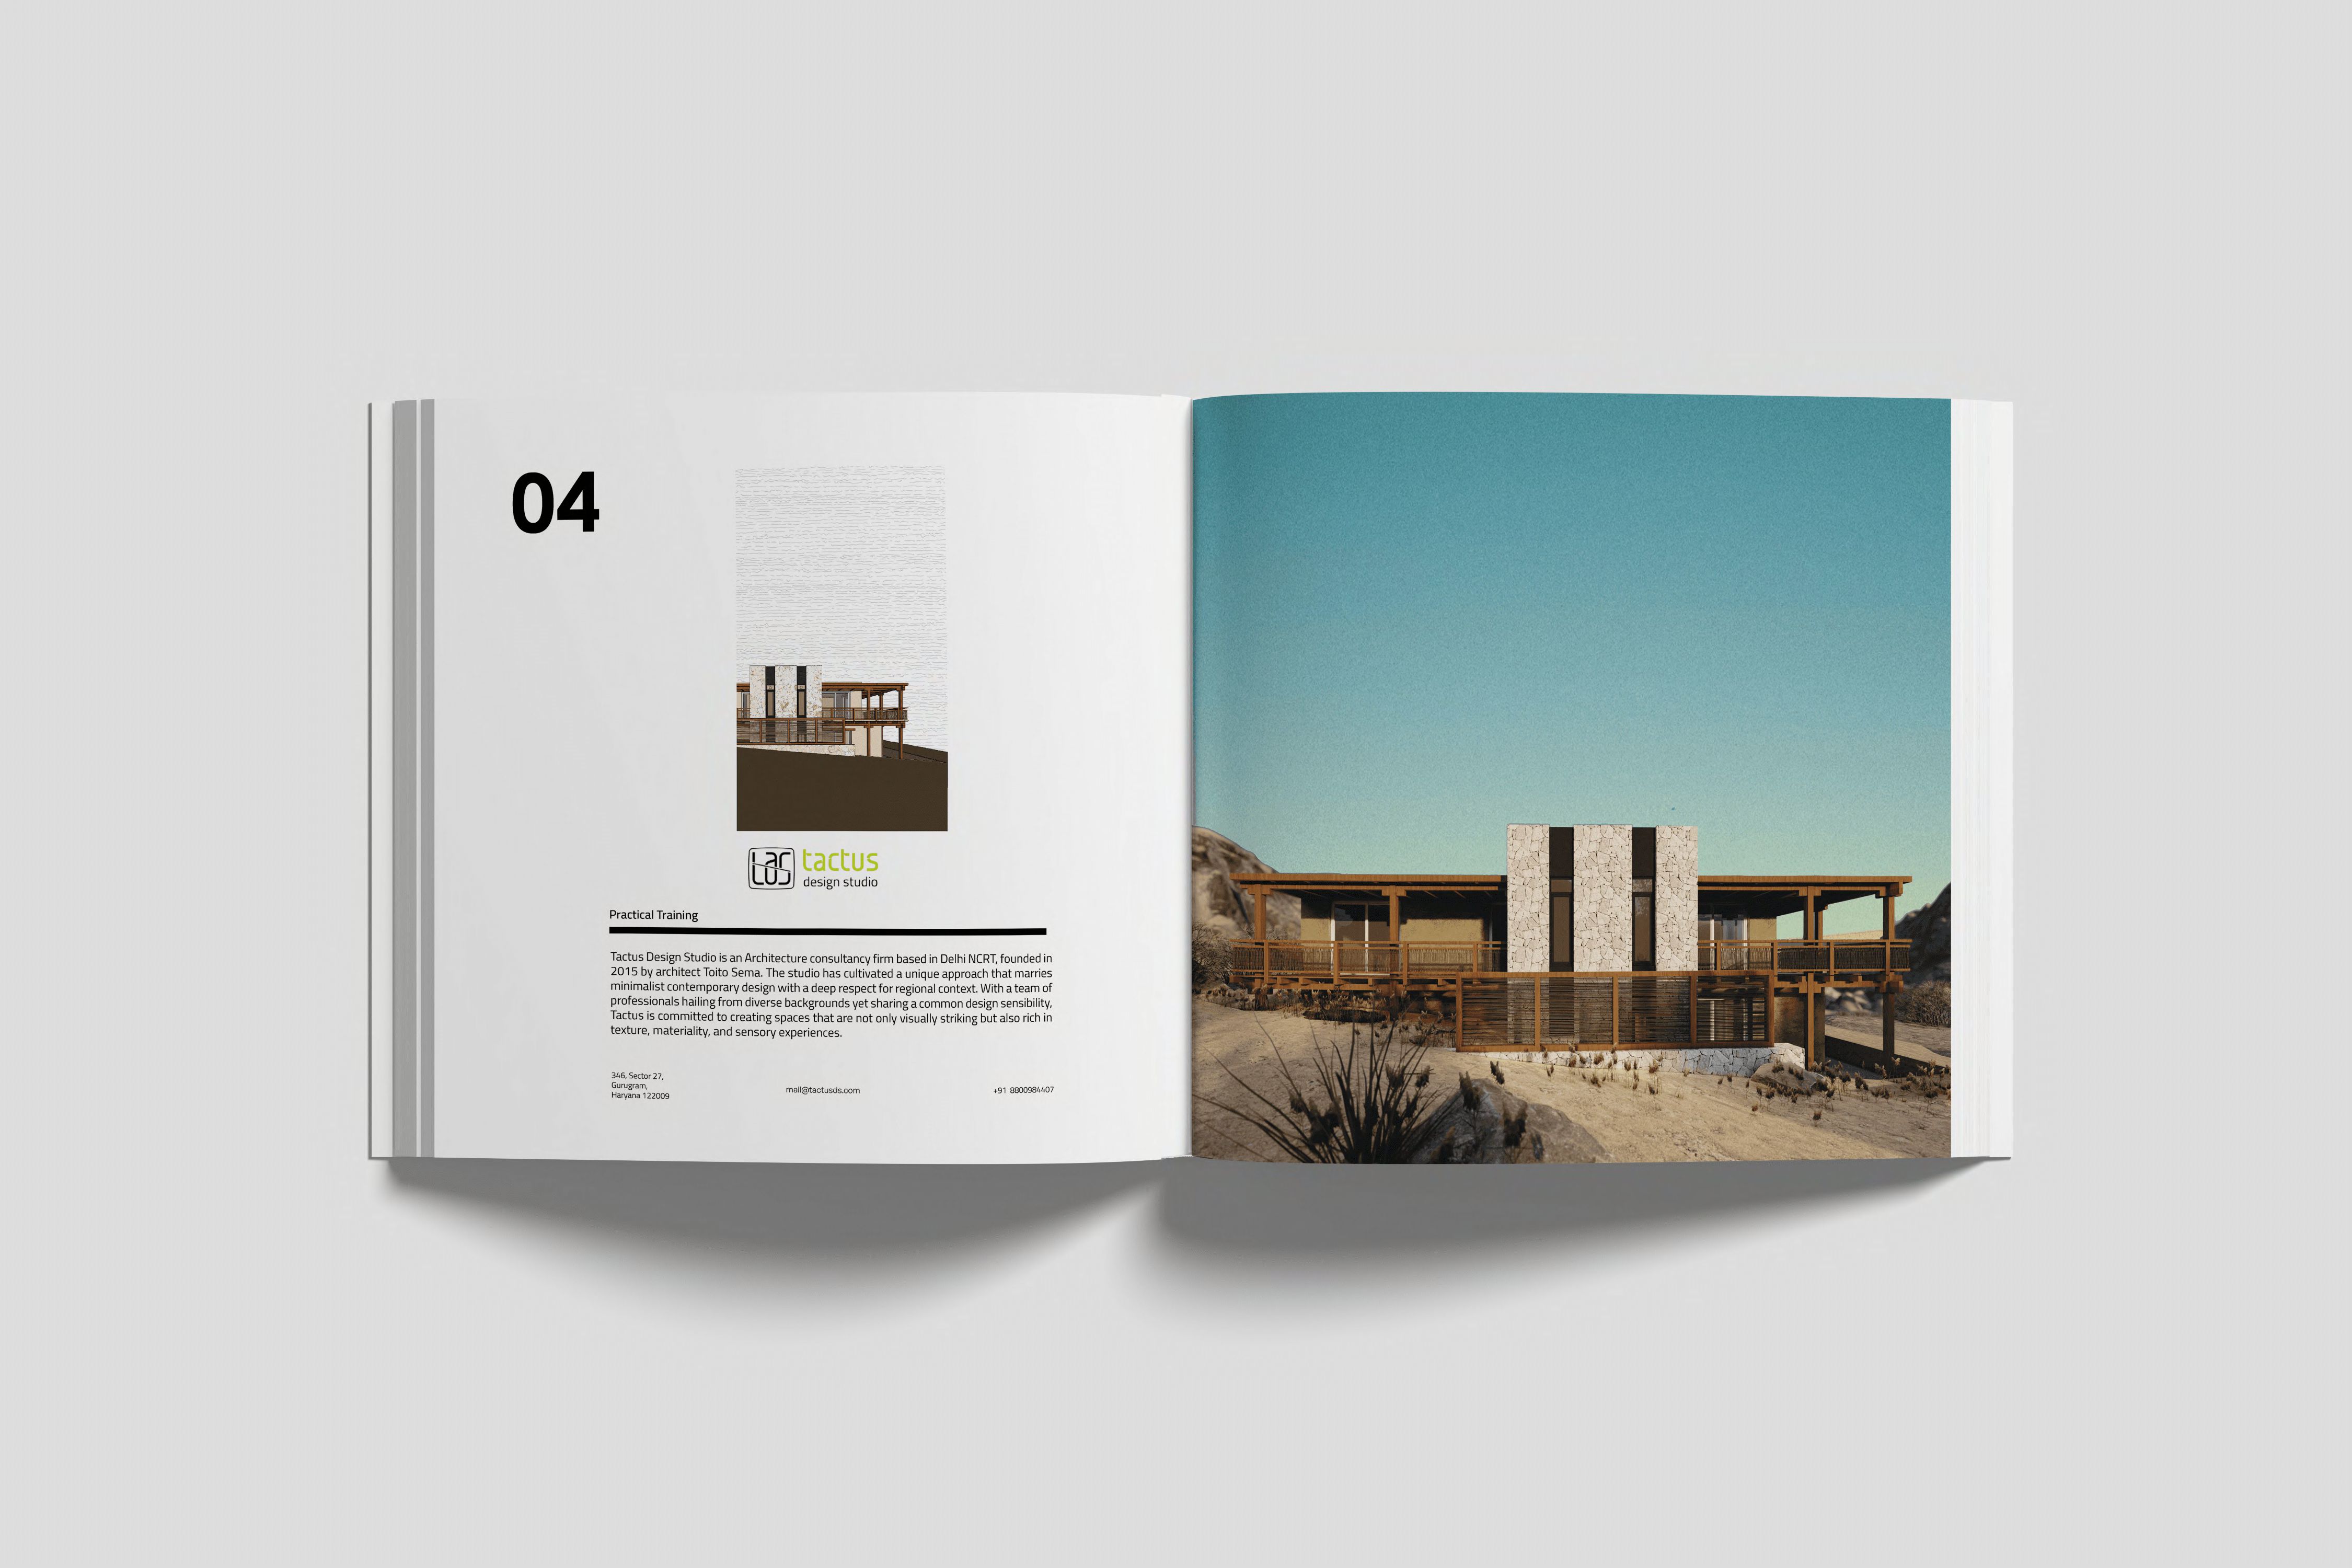 04
tac
tus
tactus
design studio
Practical Training
Tactus Design Studio is an Architecture consultancy firm based in Delhi NCRT, founded in
2015 by architect Toito Sema. The studio has cultivated a unique approach that marries
minimalist contemporary design with a deep respect for regional context. With a team of
professionals hailing from diverse backgrounds yet sharing a common design sensibility,
Tactus is committed to creating spaces that are not only visually striking but also rich in
texture, materiality, and sensory experiences.
346, Sector 27,
Gurugram,
Haryana 122009
mail@tactusds.com
+91 8800984407